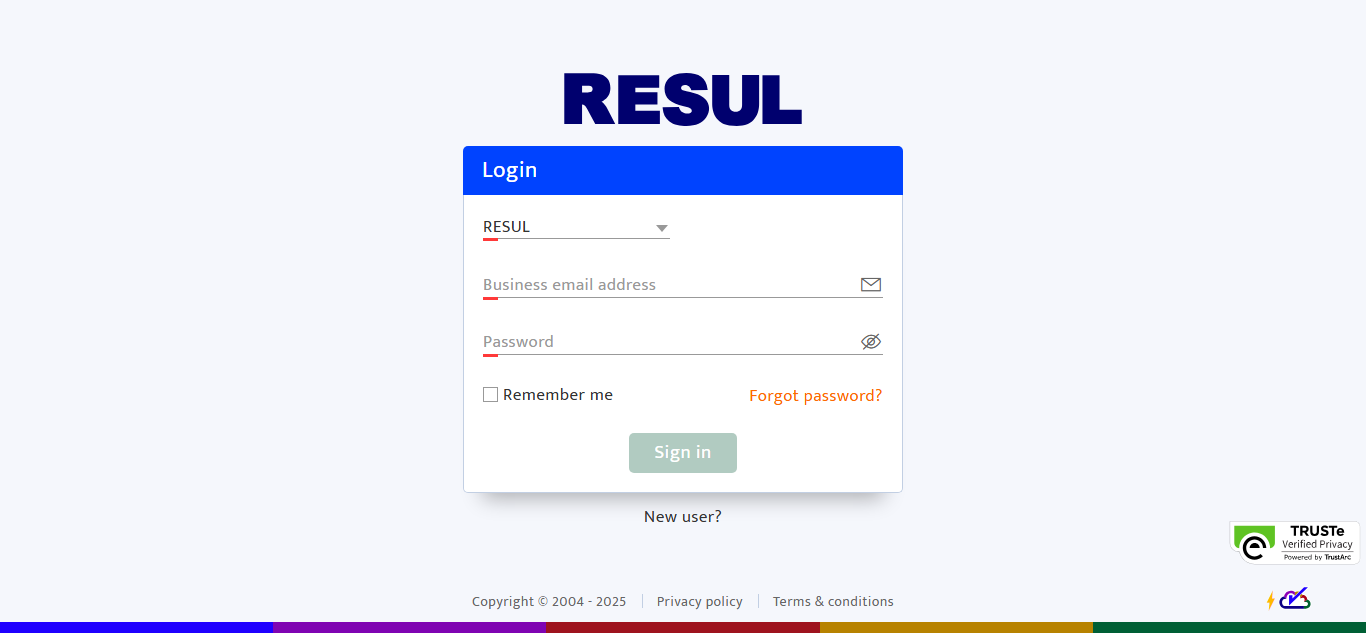 RESUL
Login
RESUL
Business email address
Password
Remember me
Forgot password?
Sign in
New user?
TRUSTe
Verified Privacy
Powered by TrustArc
Copyright © 2004 - 2025
Privacy policy
Terms & conditions